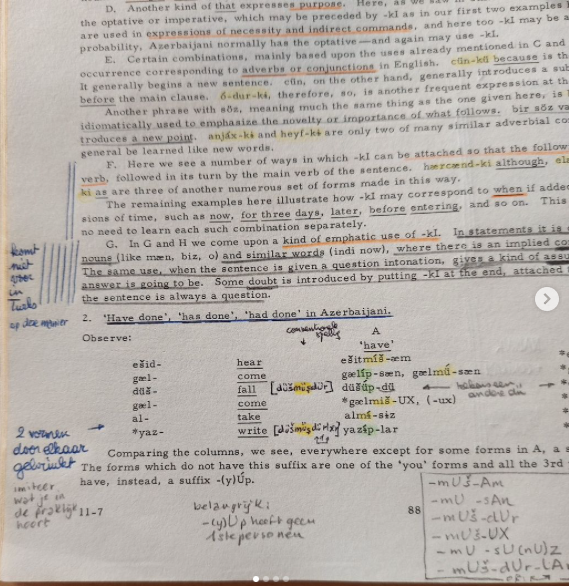 D. Another kind of that expresses purpose. Here, as we saw in
the optative or imperative, which may be preceded by -kI as in our first two examples
are used in expressions of necessity and indirect commands, and here too -kI may be a
probability, Azerbaijani normally has the optative—and again may use -kI.
E. Certain combinations, mainly based upon the uses already mentioned in C and
occurrence corresponding to adverbs or conjunctions in English. cün-kü because is th
It generally begins a new sentence. cün, on the other hand, generally introduces a sub
before the main clause. ó-dur-ki, therefore, so, is another frequent expression at th
Another phrase with söz, meaning much the same thing as the one given here, is
idiomatically used to emphasize the novelty or importance of what follows. bir söz va
troduces a new point. anjáx-ki and heyf-ki are only two of many similar adverbial co
general be learned like new words.
F. Here we see a number of ways in which -kI can be attached so that the follow
verb, followed in its turn by the main verb of the sentence. hærcænd-ki although, elæ
ki as are three of another numerous set of forms made in this way.
The remaining examples here illustrate how -kI may correspond to when if added
sions of time, such as now, for three days, later, before entering, and so on. This
no need to learn each such combination separately.
G. In G and H we come upon a kind of emphatic use of -kI. In statements it is
nouns (like mæn, biz, o) and similar words (indi now), where there is an implied co
The same use, when the sentence is given a question intonation, gives a kind of assu
answer is going to be. Some doubt is introduced by putting -kI at the end, attached
the sentence is always a question.
komt
niet
voor
in
Turks
op deze manier
2. 'Have done', 'has done', 'had done' in Azerbaijani.
Observe:
A
'have'
ešid- hear ešitmíš-æm
gæl- come gælíp-sæn, gælmí-sæn
düš- fall [düšmüşdür] düšúp-dü
gæl- come *gælmiš-UX, (-ux)
al- take almí-sız
*yaz- write yazíp-lar
2 vormen
door elkaar
gebruikt
imiteer
wat je in
de praktijk
hoort
Comparing the columns, we see, everywhere except for some forms in A, a s
The forms which do not have this suffix are one of the 'you' forms and all the 3rd
have, instead, a suffix -(y)Úp.
11-7
belangrijk:
-(y)Up heeft geen
1ste personen
88
-mUš-Am
-mU-sAn
-mUš-dUr
-mUš-UX
-mU-sU(nU)z
-mUš-dUr-lAr